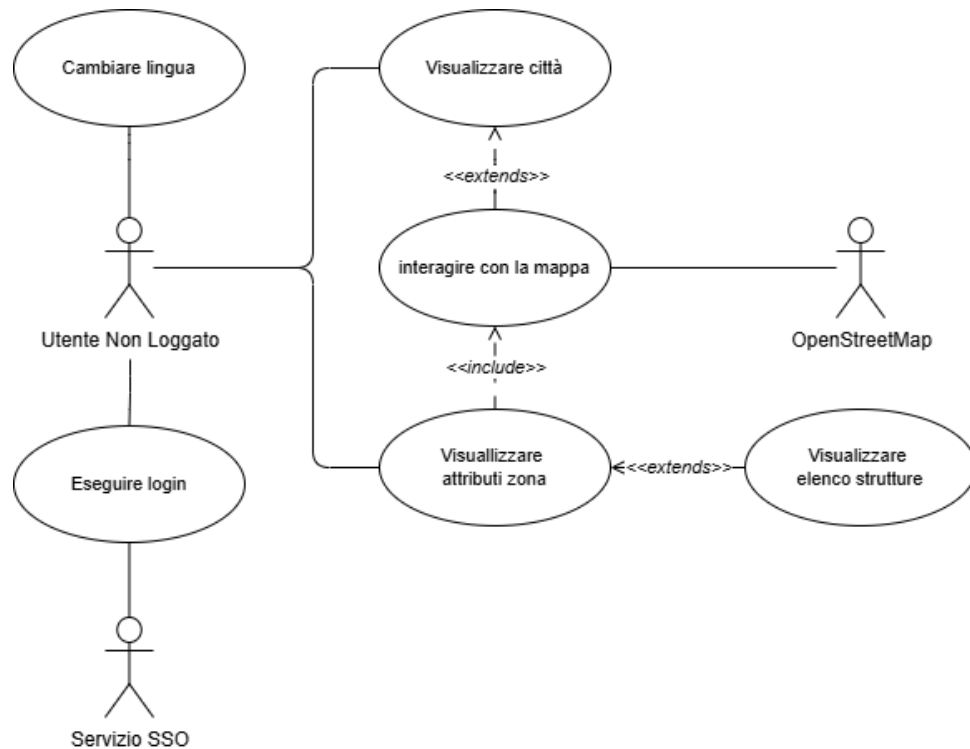 Cambiare lingua
Visualizzare città
<<extends>>
interagire con la mappa
Utente Non Loggato
OpenStreetMap
<<include>>
Eseguire login
Visuallizzare
attributi zona
<<extends>>
Visualizzare
elenco strutture
Servizio SSO